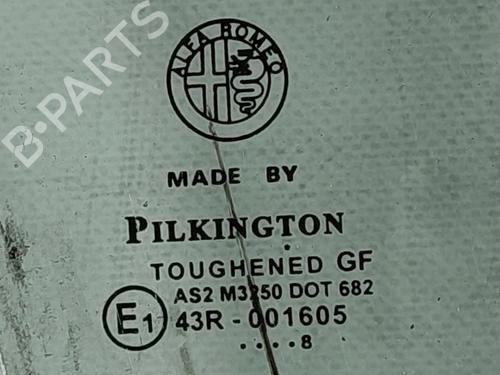 B-PARTS
ALFA ROMEO
MADE BY
PILKINGTON
TOUGHENED GF
AS2 M3250 DOT 682
E1 43R - 001605
....8